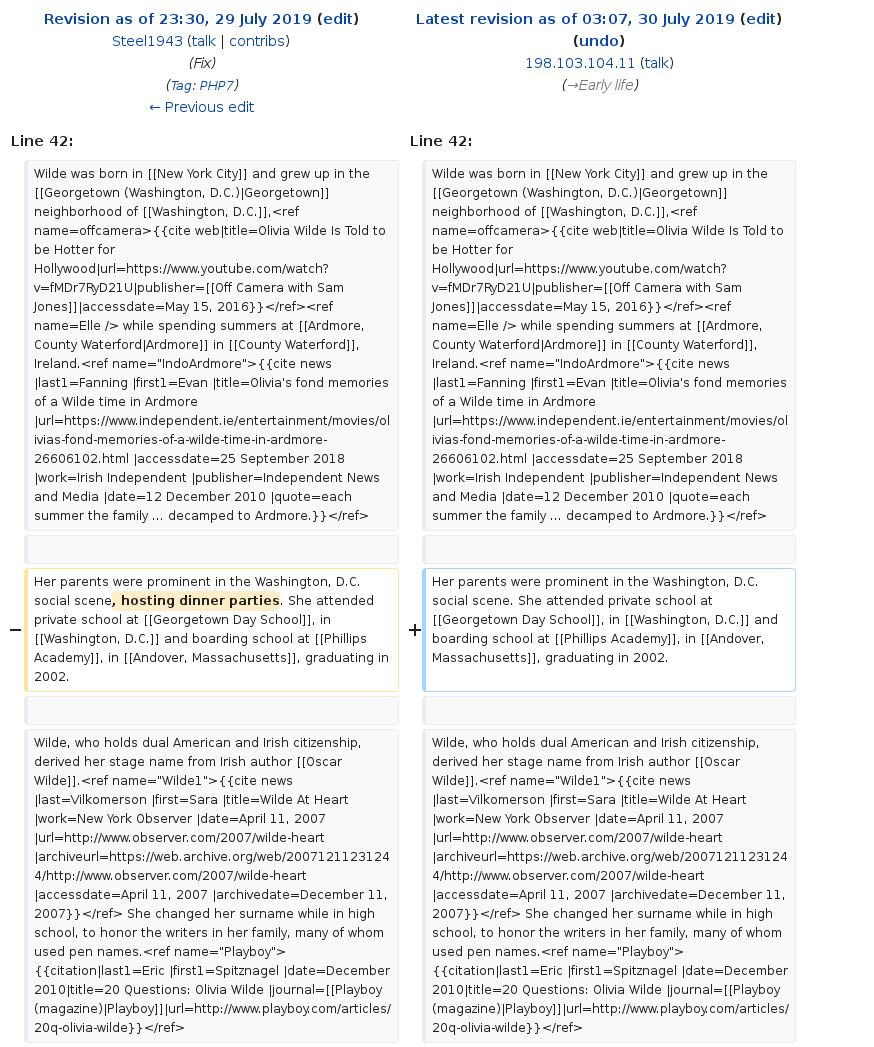 Revision as of 23:30, 29 July 2019 (edit)
Steel1943 (talk | contribs)
(Fix)
(Tag: PHP7)
← Previous edit
Latest revision as of 03:07, 30 July 2019 (edit)
(undo)
198.103.104.11 (talk)
(→Early life)
Line 42:
Line 42:
Wilde was born in [[New York City]] and grew up in the
[[Georgetown (Washington, D.C.)|Georgetown]]
neighborhood of [[Washington, D.C.]],<ref
name=offcamera>{{cite web|title=Olivia Wilde Is Told to
be Hotter for
Hollywood|url=https://www.youtube.com/watch?
v=fMDr7RyD21U|publisher=[[Off Camera with Sam
Jones]]|accessdate=May 15, 2016}}</ref><ref
name=Elle /> while spending summers at [[Ardmore,
County Waterford|Ardmore]] in [[County Waterford]],
Ireland.<ref name="IndoArdmore">{{cite news
|last1=Fanning |first1=Evan |title=Olivia's fond memories
of a Wilde time in Ardmore
|url=https://www.independent.ie/entertainment/movies/ol
ivias-fond-memories-of-a-wilde-time-in-ardmore-
26606102.html |accessdate=25 September 2018
|work=Irish Independent |publisher=Independent News
and Media |date=12 December 2010 |quote=each
summer the family ... decamped to Ardmore.}}</ref>
Wilde was born in [[New York City]] and grew up in the
[[Georgetown (Washington, D.C.)|Georgetown]]
neighborhood of [[Washington, D.C.]],<ref
name=offcamera>{{cite web|title=Olivia Wilde Is Told to
be Hotter for
Hollywood|url=https://www.youtube.com/watch?
v=fMDr7RyD21U|publisher=[[Off Camera with Sam
Jones]]|accessdate=May 15, 2016}}</ref><ref
name=Elle /> while spending summers at [[Ardmore,
County Waterford|Ardmore]] in [[County Waterford]],
Ireland.<ref name="IndoArdmore">{{cite news
|last1=Fanning |first1=Evan |title=Olivia's fond memories
of a Wilde time in Ardmore
|url=https://www.independent.ie/entertainment/movies/ol
ivias-fond-memories-of-a-wilde-time-in-ardmore-
26606102.html |accessdate=25 September 2018
|work=Irish Independent |publisher=Independent News
and Media |date=12 December 2010 |quote=each
summer the family ... decamped to Ardmore.}}</ref>
−
Her parents were prominent in the Washington, D.C.
social scene, hosting dinner parties. She attended
private school at [[Georgetown Day School]], in
[[Washington, D.C.]] and boarding school at [[Phillips
Academy]], in [[Andover, Massachusetts]], graduating in
2002.
+
Her parents were prominent in the Washington, D.C.
social scene. She attended private school at
[[Georgetown Day School]], in [[Washington, D.C.]] and
boarding school at [[Phillips Academy]], in [[Andover,
Massachusetts]], graduating in 2002.
Wilde, who holds dual American and Irish citizenship,
derived her stage name from Irish author [[Oscar
Wilde]].<ref name="Wilde1">{{cite news
|last=Vilkomerson |first=Sara |title=Wilde At Heart
|work=New York Observer |date=April 11, 2007
|url=http://www.observer.com/2007/wilde-heart
|archiveurl=https://web.archive.org/web/2007121123124
4/http://www.observer.com/2007/wilde-heart
|accessdate=April 11, 2007 |archivedate=December 11,
2007}}</ref> She changed her surname while in high
school, to honor the writers in her family, many of whom
used pen names.<ref name="Playboy">
{{citation|last1=Eric |first1=Spitznagel |date=December
2010|title=20 Questions: Olivia Wilde |journal=[[Playboy
(magazine)|Playboy]]|url=http://www.playboy.com/articles/
20q-olivia-wilde}}</ref>
Wilde, who holds dual American and Irish citizenship,
derived her stage name from Irish author [[Oscar
Wilde]].<ref name="Wilde1">{{cite news
|last=Vilkomerson |first=Sara |title=Wilde At Heart
|work=New York Observer |date=April 11, 2007
|url=http://www.observer.com/2007/wilde-heart
|archiveurl=https://web.archive.org/web/2007121123124
4/http://www.observer.com/2007/wilde-heart
|accessdate=April 11, 2007 |archivedate=December 11,
2007}}</ref> She changed her surname while in high
school, to honor the writers in her family, many of whom
used pen names.<ref name="Playboy">
{{citation|last1=Eric |first1=Spitznagel |date=December
2010|title=20 Questions: Olivia Wilde |journal=[[Playboy
(magazine)|Playboy]]|url=http://www.playboy.com/articles/
20q-olivia-wilde}}</ref>